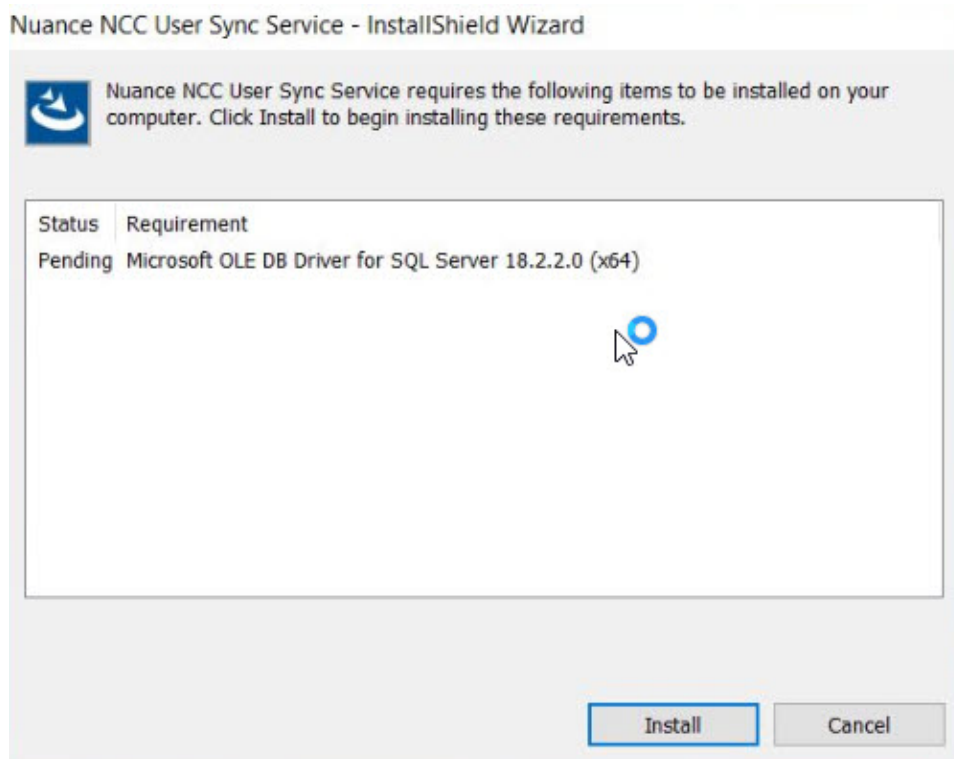 Nuance NCC User Sync Service - InstallShield Wizard
Nuance NCC User Sync Service requires the following items to be installed on your
computer. Click Install to begin installing these requirements.
Status Requirement
Pending Microsoft OLE DB Driver for SQL Server 18.2.2.0 (x64)
Install Cancel